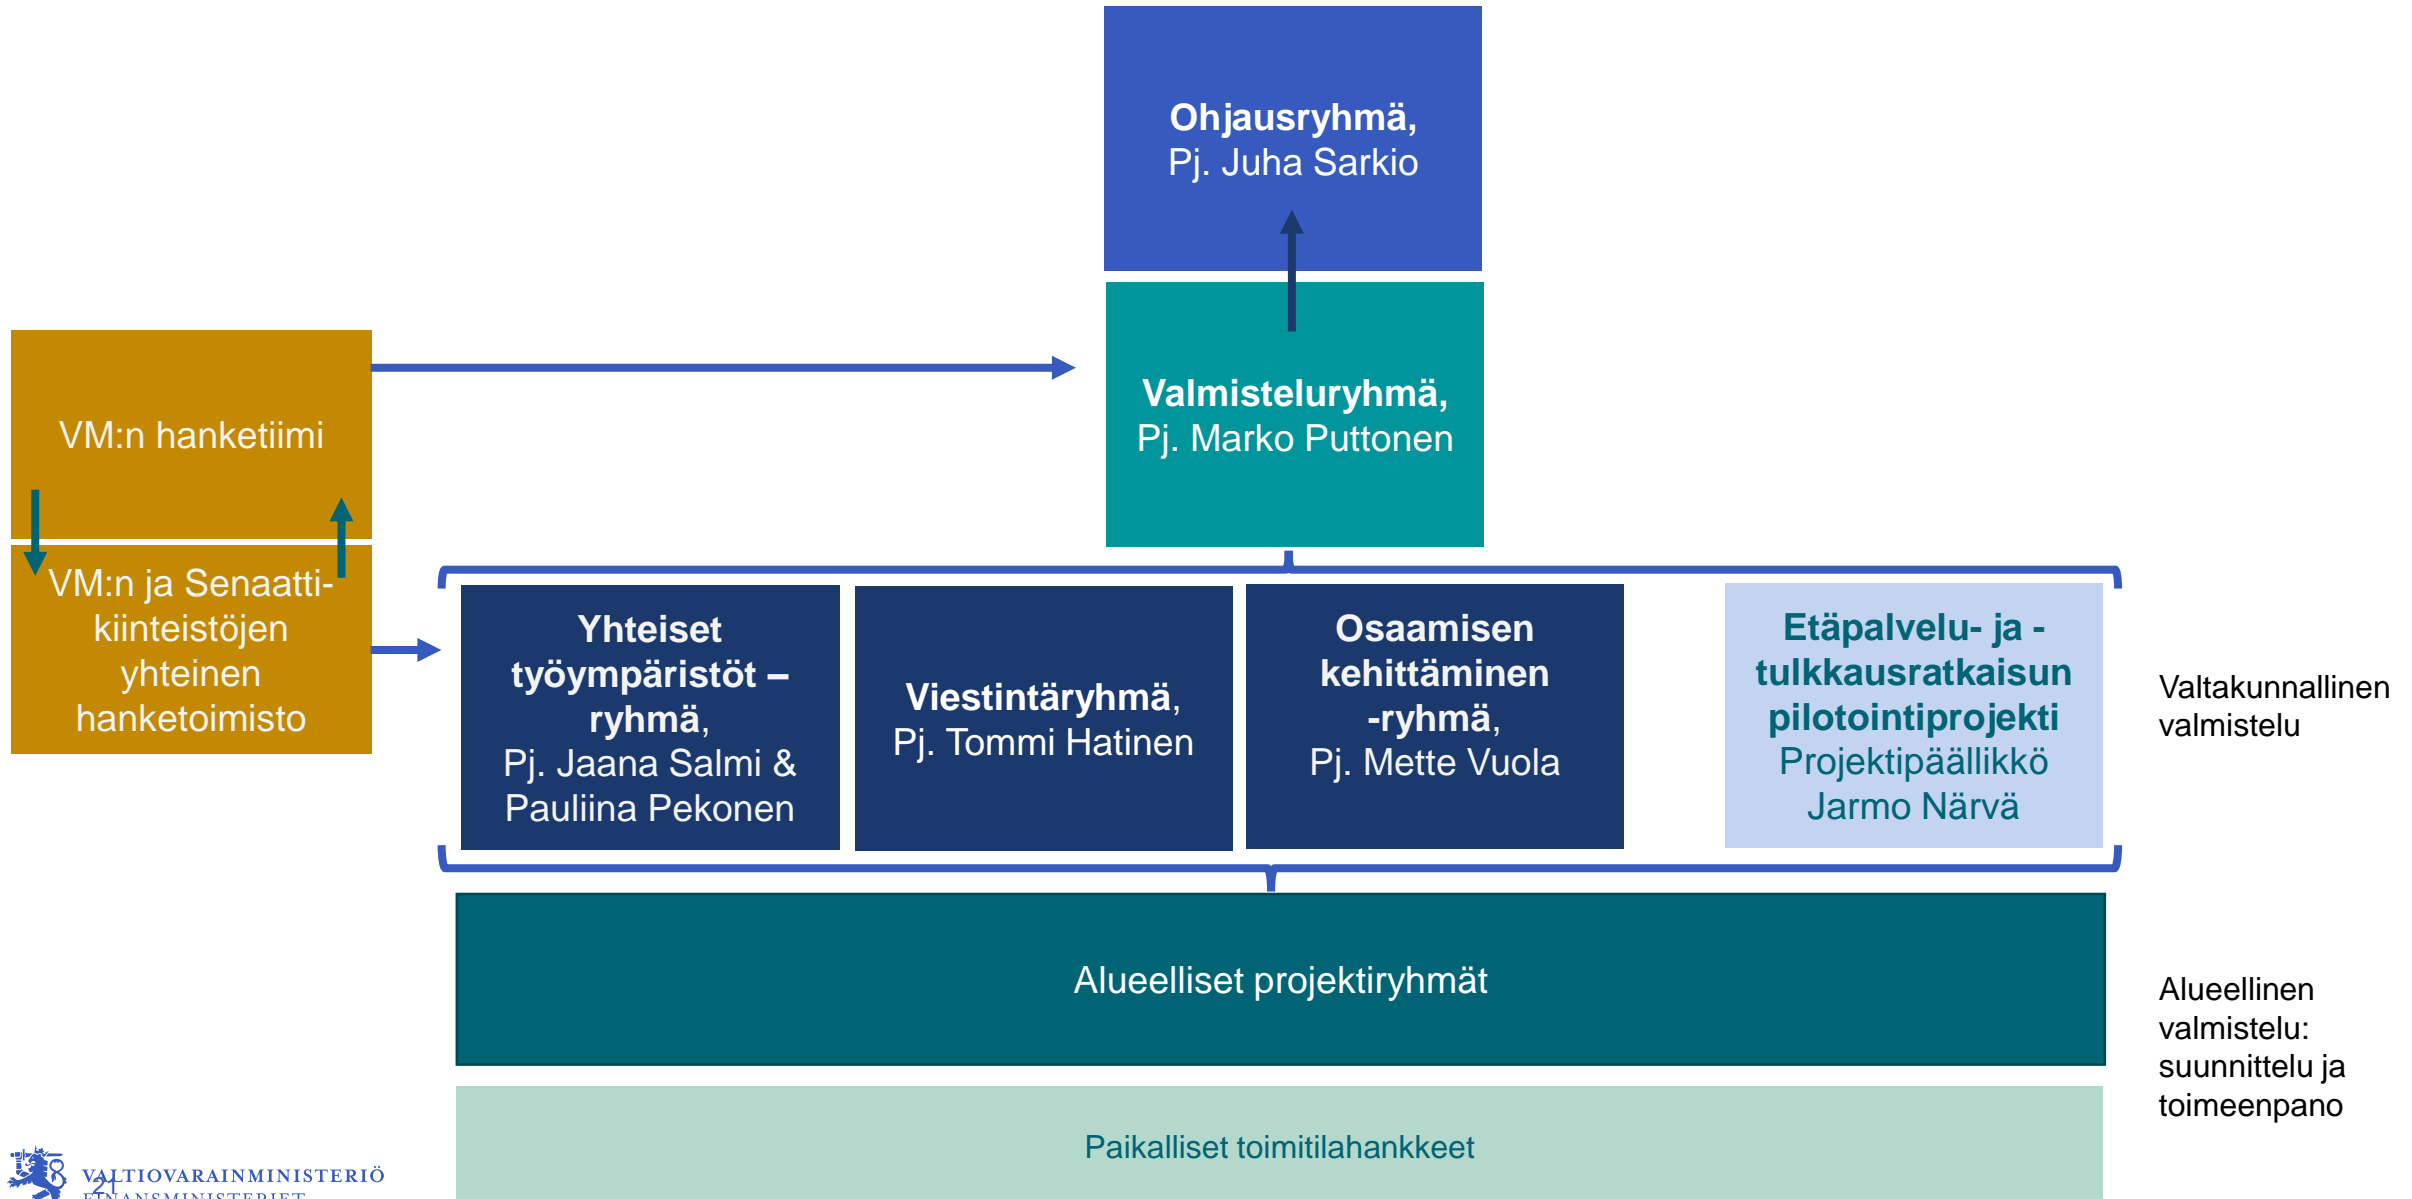 Ohjausryhmä,
Pj. Juha Sarkio
Valmisteluryhmä,
Pj. Marko Puttonen
VM:n hanketiimi
VM:n ja Senaatti-
kiinteistöjen
yhteinen
hanketoimisto
Yhteiset
työympäristöt –
ryhmä,
Pj. Jaana Salmi &
Pauliina Pekonen
Viestintäryhmä,
Pj. Tommi Hatinen
Osaamisen
kehittäminen
-ryhmä,
Pj. Mette Vuola
Etäpalvelu- ja -
tulkkausratkaisun
pilotointiprojekti
Projektipäällikkö
Jarmo Närvä
Valtakunnallinen
valmistelu
Alueelliset projektiryhmät
Alueellinen
valmistelu:
suunnittelu ja
toimeenpano
Paikalliset toimitilahankkeet
VALTIOVARAINMINISTERIÖ
21
FINANSMINISTERIET